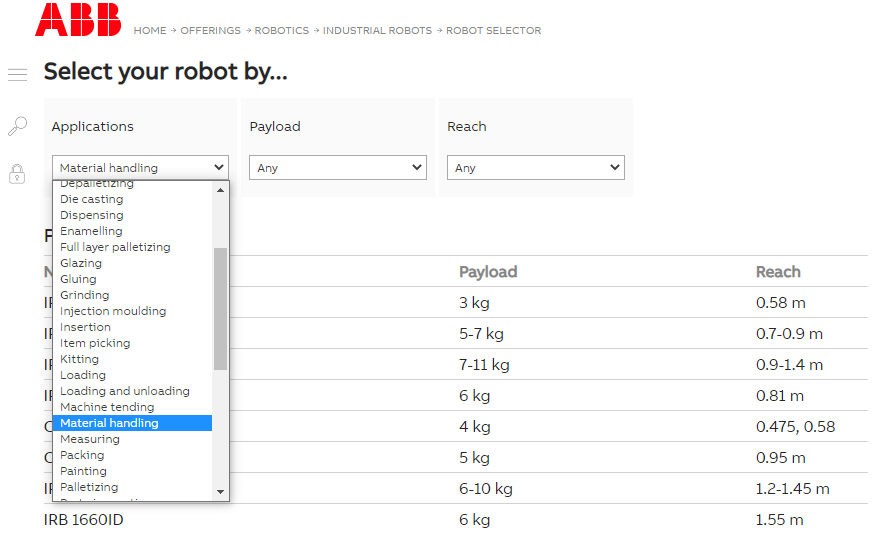 ABB
HOME → OFFERINGS → ROBOTICS → INDUSTRIAL ROBOTS → ROBOT SELECTOR
Select your robot by...
Applications Payload Reach
Material handling Any Any
Depalletizing
Die casting
Dispensing
Enamelling
Full layer palletizing
Glazing
Gluing
Grinding
Injection moulding
Insertion
Item picking
Kitting
Loading
Loading and unloading
Machine tending
Material handling
Measuring
Packing
Painting
Palletizing
Payload Reach
3 kg 0.58 m
5-7 kg 0.7-0.9 m
7-11 kg 0.9-1.4 m
6 kg 0.81 m
4 kg 0.475, 0.58
5 kg 0.95 m
6-10 kg 1.2-1.45 m
IRB 1660ID 6 kg 1.55 m